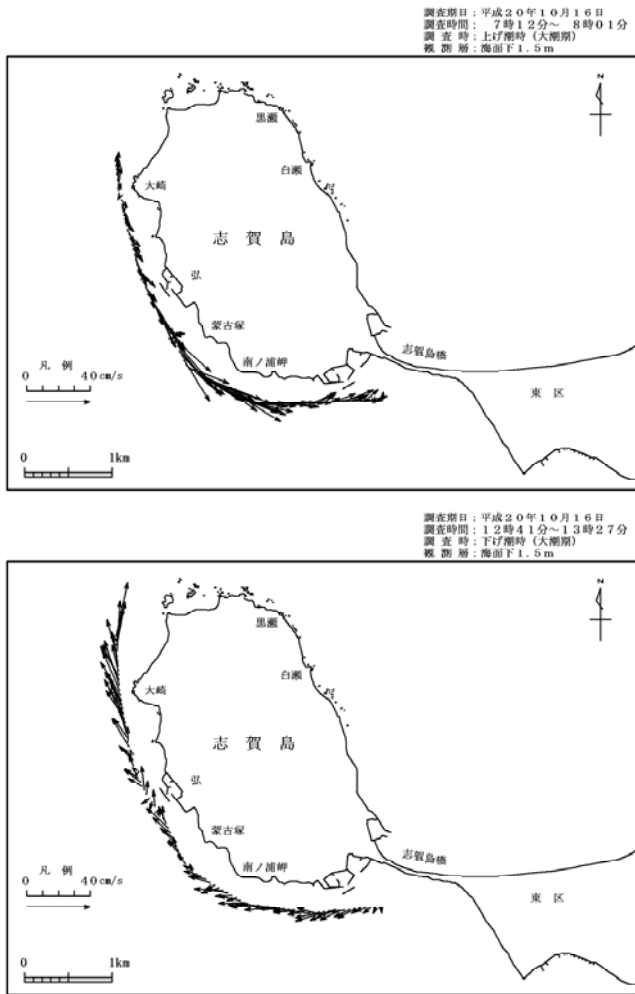 調査期日：平成20年10月16日
調査時間： 7時12分～ 8時01分
調 査 時：上げ潮時（大潮期）
観 測 層：海面下1.5m
N
黒瀬
白瀬
大崎
志 賀 島
弘
蒙古塚
南ノ浦岬
志賀島橋
東 区
凡 例
0 40 cm/s
0 1km
調査期日：平成20年10月16日
調査時間：12時41分～13時27分
調 査 時：下げ潮時（大潮期）
観 測 層：海面下1.5m
N
黒瀬
白瀬
大崎
志 賀 島
弘
蒙古塚
南ノ浦岬
志賀島橋
東 区
凡 例
0 40 cm/s
0 1km